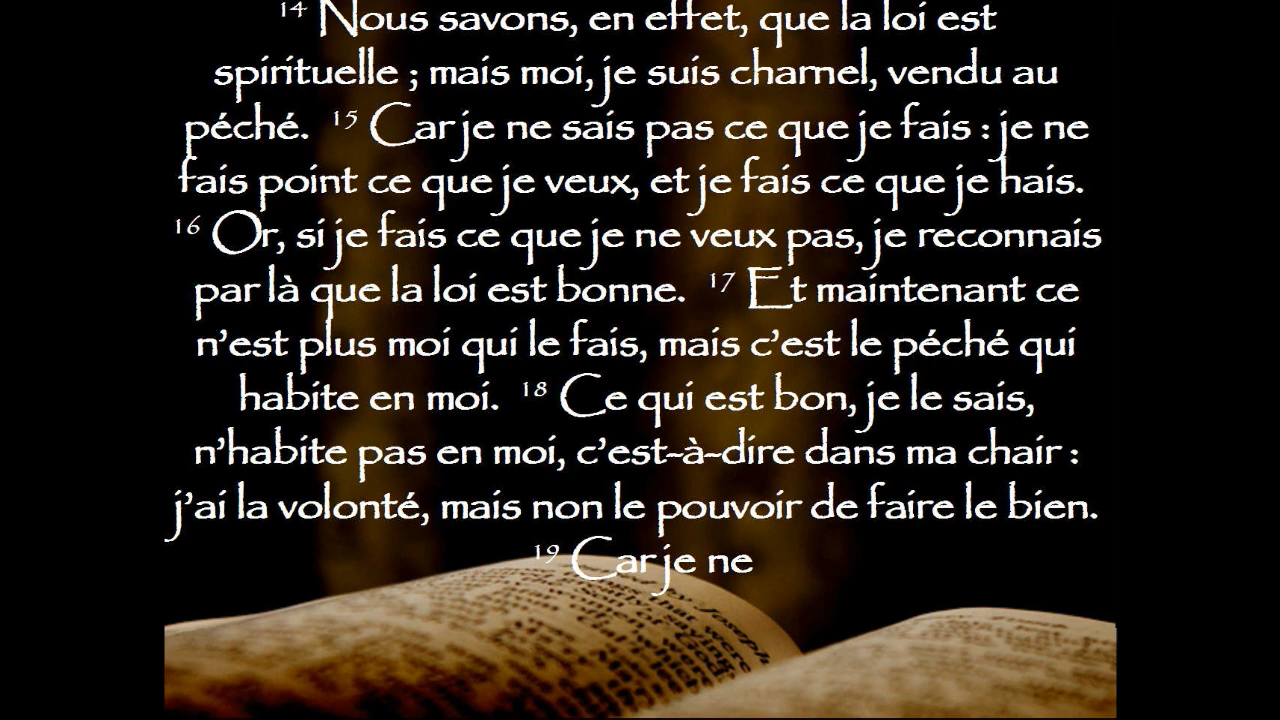 14 Nous savons, en effet, que la loi est
spirituelle ; mais moi, je suis charnel, vendu au
péché. 15 Car je ne sais pas ce que je fais : je ne
fais point ce que je veux, et je fais ce que je hais.
16 Or, si je fais ce que je ne veux pas, je reconnais
par là que la loi est bonne. 17 Et maintenant ce
n’est plus moi qui le fais, mais c’est le péché qui
habite en moi. 18 Ce qui est bon, je le sais,
n’habite pas en moi, c’est-à-dire dans ma chair :
j’ai la volonté, mais non le pouvoir de faire le bien.
19 Car je ne
by Joseph
that were